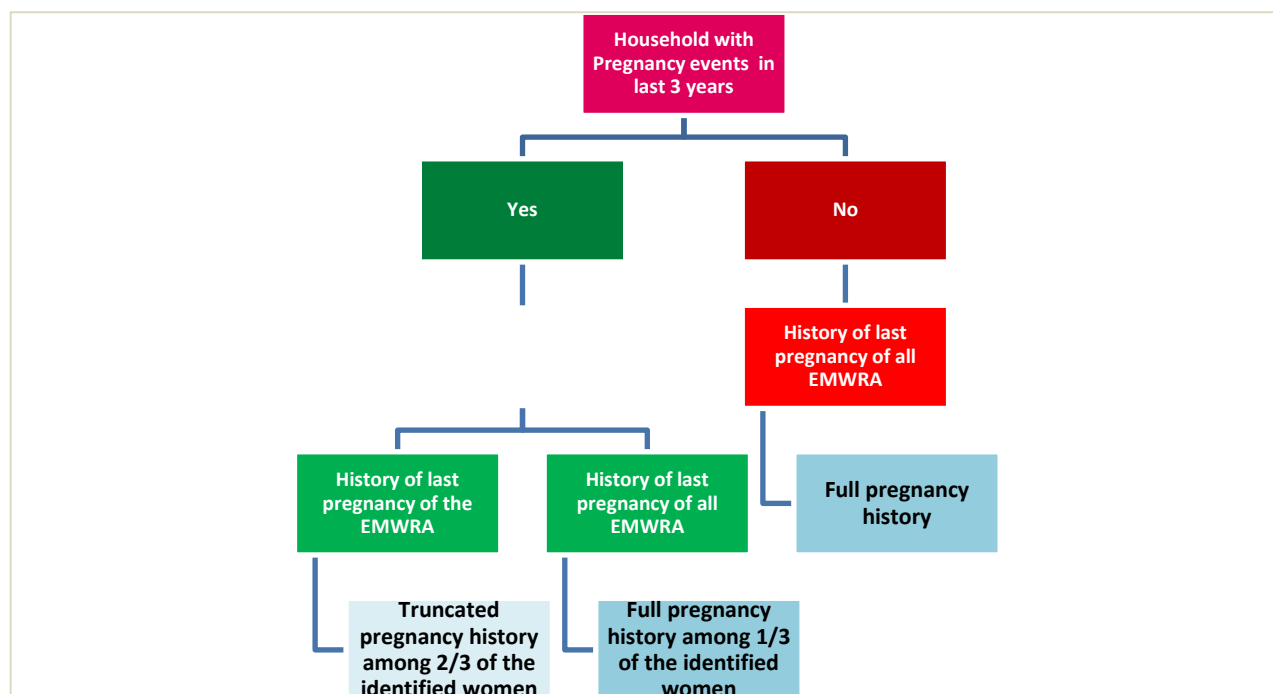 Household with
Pregnancy events in
last 3 years
Yes
No
History of last
pregnancy of all
EMWRA
History of last
pregnancy of the
EMWRA
History of last
pregnancy of all
EMWRA
Full pregnancy
history
Truncated
pregnancy history
among 2/3 of the
identified women
Full pregnancy
history among 1/3
of the identified
women